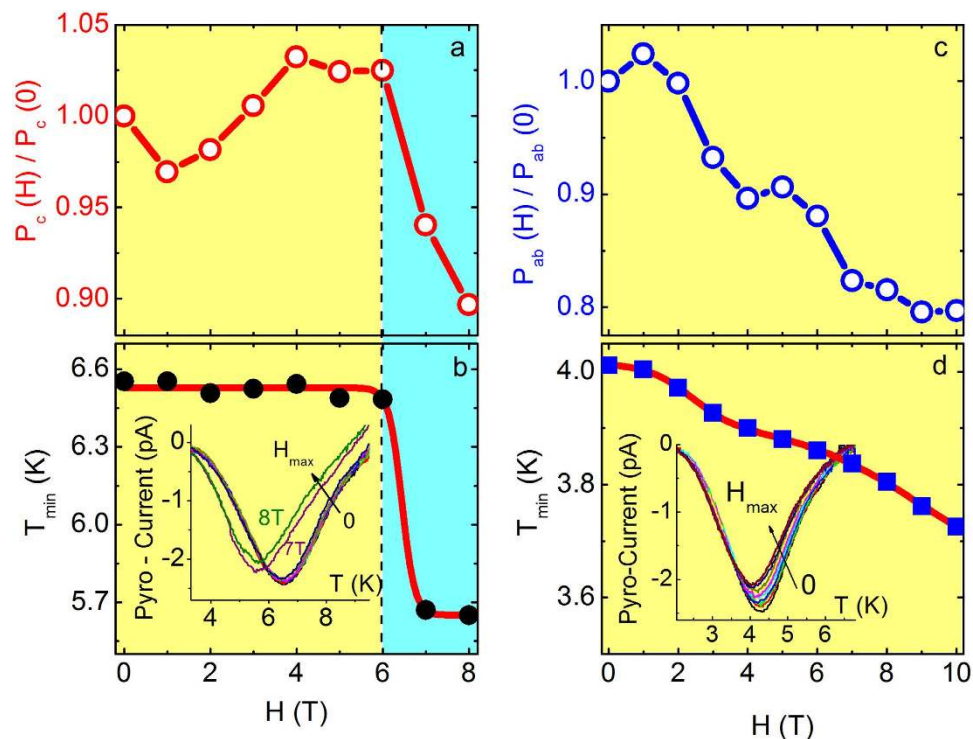 a
1.05
1.00
0.95
0.90
P_c (H) / P_c (0)
b
6.6
6.3
6.0
5.7
T_min (K)
0
-1
-2
Pyro - Current (pA)
H_max
0
8T
7T
T (K)
4 6 8
0 2 4 6 8
H (T)
c
1.0
0.9
0.8
P_ab (H) / P_ab (0)
d
4.0
3.8
3.6
T_min (K)
0
-1
-2
Pyro-Current (pA)
H_max
0
T (K)
3 4 5 6
0 2 4 6 8 10
H (T)